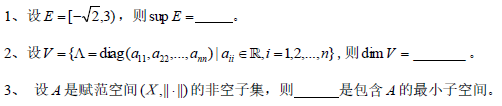 1、设 E = [-√2,3)，则 sup E = _____。
2、设 V = {Λ = diag(a₁₁,a₂₂,...,aₙₙ) | aᵢᵢ ∈ ℝ, i = 1,2,...,n}, 则 dim V = ________ 。
3、 设 A 是赋范空间 (X,||·||) 的非空子集，则______是包含 A 的最小子空间。